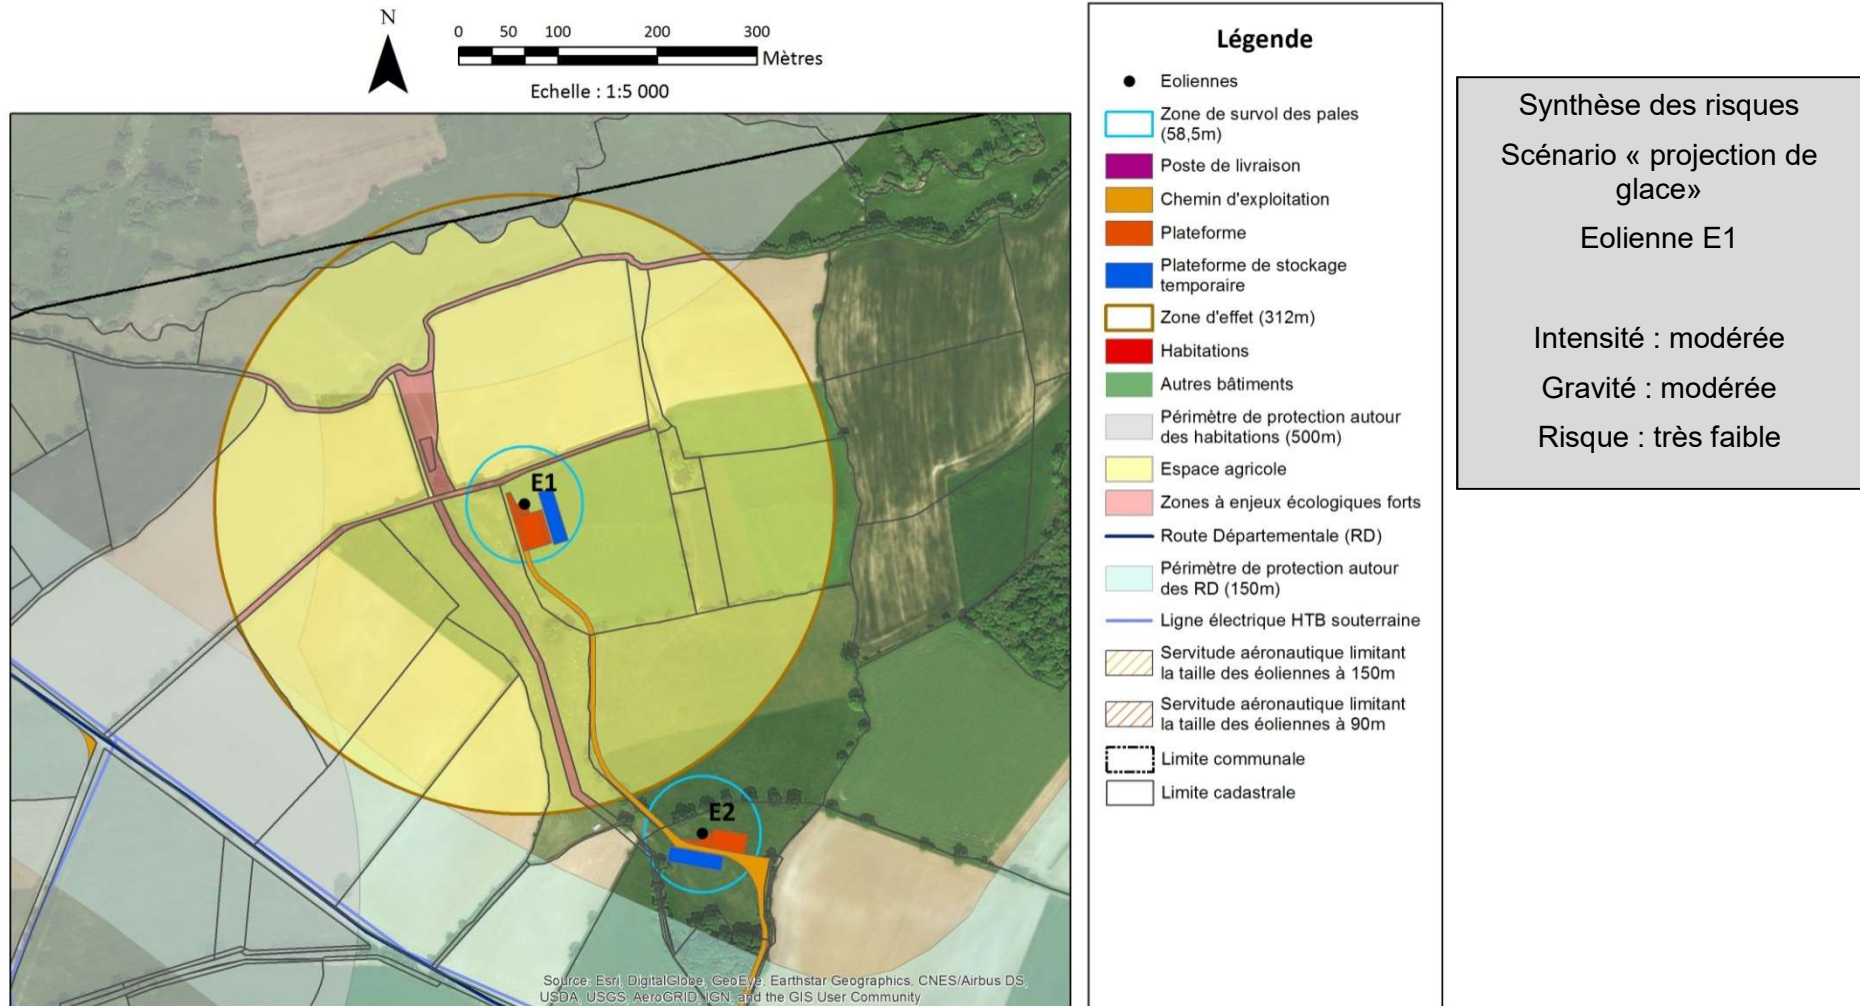 N
0 50 100 200 300
Mètres
Echelle : 1:5 000
E1
E2
Source: Esri, DigitalGlobe, GeoEye, Earthstar Geographics, CNES/Airbus DS,
USDA, USGS, AeroGRID, IGN, and the GIS User Community
Légende
Eoliennes
Zone de survol des pales
(58,5m)
Poste de livraison
Chemin d'exploitation
Plateforme
Plateforme de stockage
temporaire
Zone d'effet (312m)
Habitations
Autres bâtiments
Périmètre de protection autour
des habitations (500m)
Espace agricole
Zones à enjeux écologiques forts
Route Départementale (RD)
Périmètre de protection autour
des RD (150m)
Ligne électrique HTB souterraine
Servitude aéronautique limitant
la taille des éoliennes à 150m
Servitude aéronautique limitant
la taille des éoliennes à 90m
Limite communale
Limite cadastrale
Synthèse des risques
Scénario « projection de
glace»
Eolienne E1
Intensité : modérée
Gravité : modérée
Risque : très faible